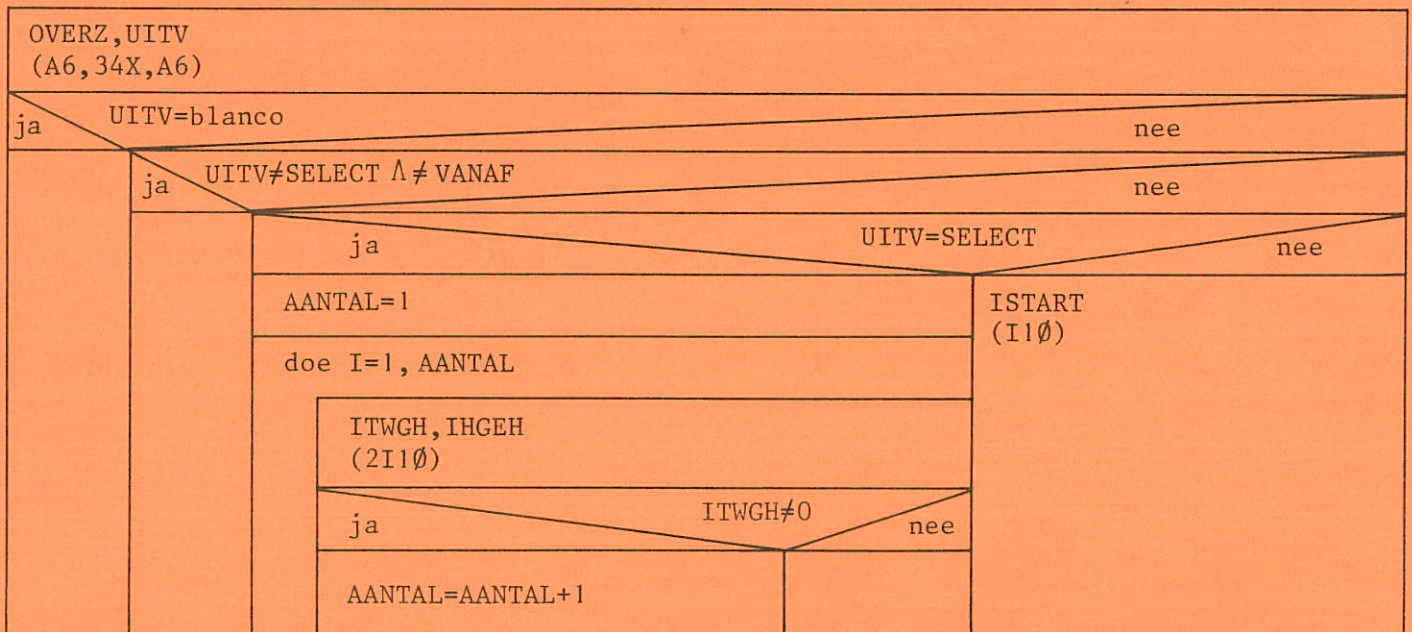 OVERZ,UITV
(A6,34X,A6)
UITV=blanco
ja
nee
UITV≠SELECT Λ ≠ VANAF
ja
nee
UITV=SELECT
ja
nee
AANTAL=1
ISTART
(I1Ø)
doe I=1, AANTAL
ITWGH,IHGEH
(2I1Ø)
ITWGH≠0
ja
nee
AANTAL=AANTAL+1